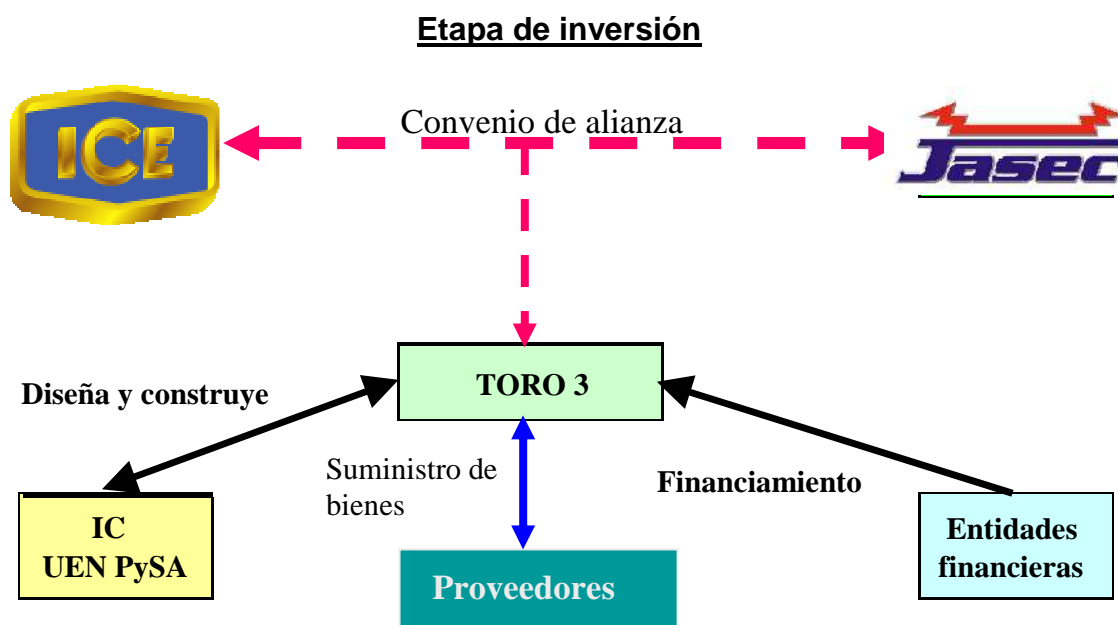 Etapa de inversión
ICE
Convenio de alianza
Jasec
TORO 3
Diseña y construye
Suministro de
bienes
Financiamiento
IC
UEN PySA
Proveedores
Entidades
financieras